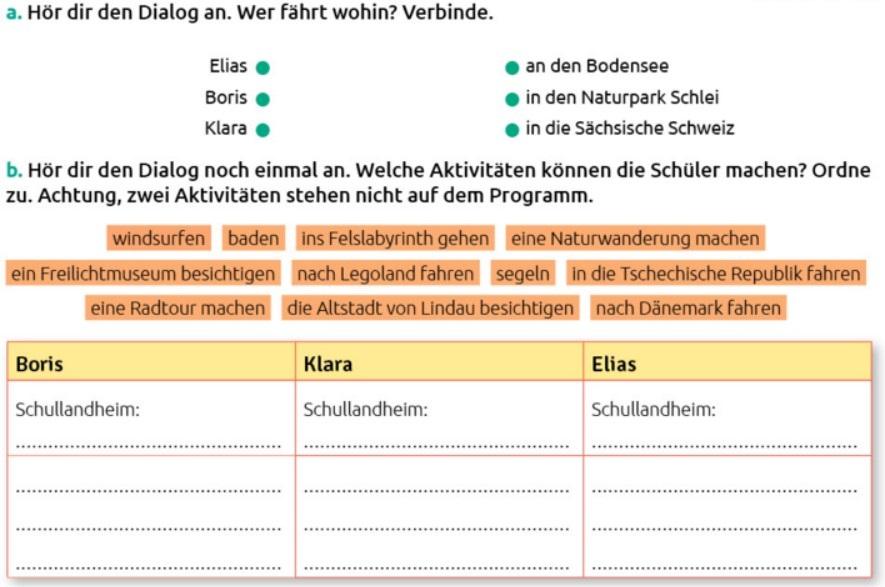 a. Hör dir den Dialog an. Wer fährt wohin? Verbinde.
Elias an den Bodensee
Boris in den Naturpark Schlei
Klara in die Sächsische Schweiz
b. Hör dir den Dialog noch einmal an. Welche Aktivitäten können die Schüler machen? Ordne
zu. Achtung, zwei Aktivitäten stehen nicht auf dem Programm.
windsurfen baden ins Felslabyrinth gehen eine Naturwanderung machen
ein Freilichtmuseum besichtigen nach Legoland fahren segeln in die Tschechische Republik fahren
eine Radtour machen die Altstadt von Lindau besichtigen nach Dänemark fahren
Boris Klara Elias
Schullandheim: Schullandheim: Schullandheim: